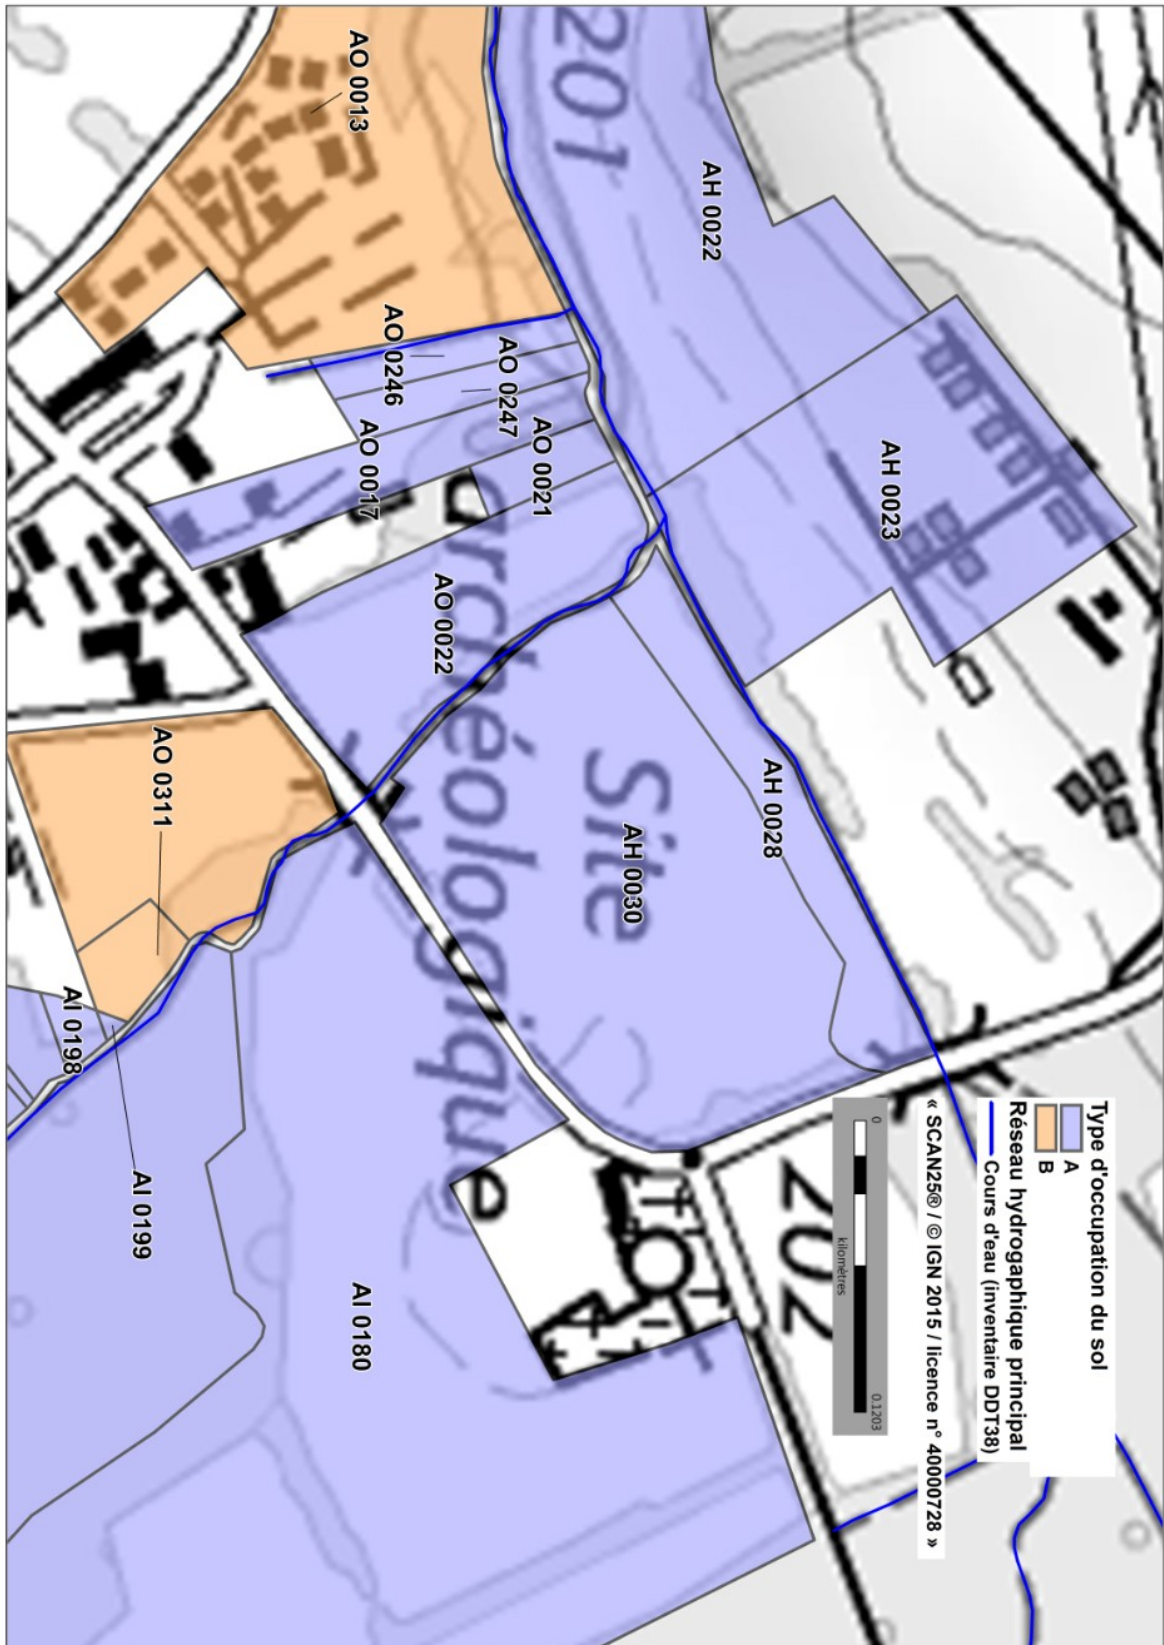 Type d'occupation du sol
A
B
Réseau hydrogaphique principal
Cours d'eau (inventaire DDT38)
« SCAN25® / © IGN 2015 / licence n° 40000728 »
0
0.1203
kilomètres
202
201
AH 0022
AH 0023
AH 0028
AH 0030
Site
archéologique
AO 0013
AO 0246
AO 0247
AO 0021
AO 0017
AO 0022
AO 0311
AI 0198
AI 0199
AI 0180